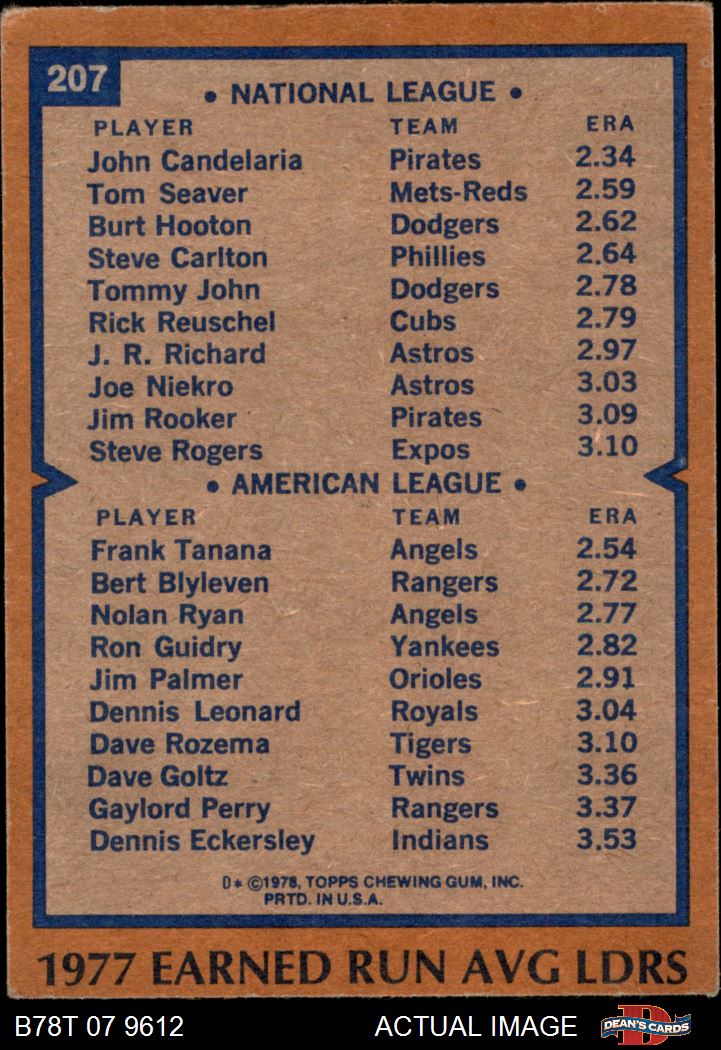 207
• NATIONAL LEAGUE •
PLAYER TEAM ERA
John Candelaria Pirates 2.34
Tom Seaver Mets-Reds 2.59
Burt Hooton Dodgers 2.62
Steve Carlton Phillies 2.64
Tommy John Dodgers 2.78
Rick Reuschel Cubs 2.79
J. R. Richard Astros 2.97
Joe Niekro Astros 3.03
Jim Rooker Pirates 3.09
Steve Rogers Expos 3.10
• AMERICAN LEAGUE •
PLAYER TEAM ERA
Frank Tanana Angels 2.54
Bert Blyleven Rangers 2.72
Nolan Ryan Angels 2.77
Ron Guidry Yankees 2.82
Jim Palmer Orioles 2.91
Dennis Leonard Royals 3.04
Dave Rozema Tigers 3.10
Dave Goltz Twins 3.36
Gaylord Perry Rangers 3.37
Dennis Eckersley Indians 3.53
D* ©1978, TOPPS CHEWING GUM, INC.
PRTD. IN U.S.A.
1977 EARNED RUN AVG LDRS
B78T 07 9612 ACTUAL IMAGE DEAN'S CARDS